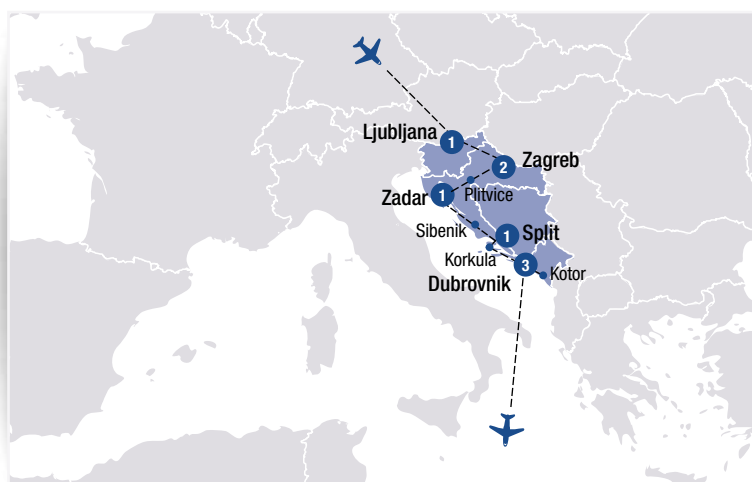 Ljubljana 1
2 Zagreb
Zadar 1 Plitvice
Sibenik 1 Split
Korkula
3 Kotor
Dubrovnik